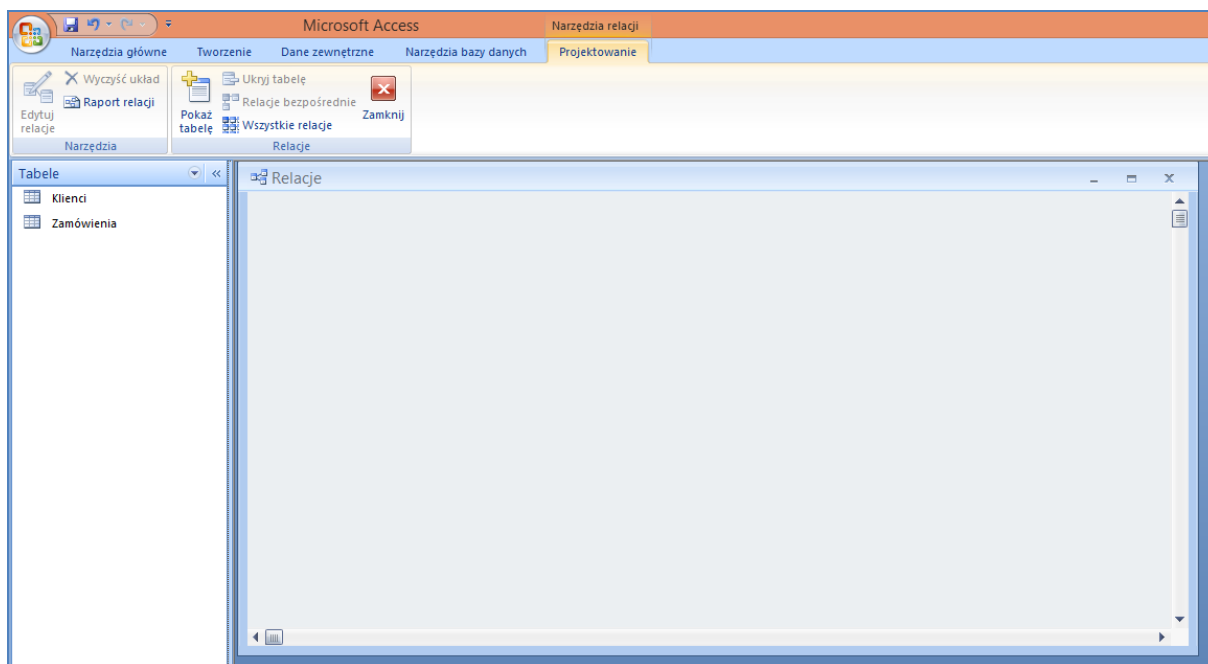 Microsoft Access
Narzędzia relacji
Narzędzia główne
Tworzenie
Dane zewnętrzne
Narzędzia bazy danych
Projektowanie
Edytuj
relacje
Wyczyść układ
Raport relacji
Narzędzia
Pokaż
tabelę
Ukryj tabelę
Relacje bezpośrednie
Wszystkie relacje
Zamknij
Relacje
Tabele
Klienci
Zamówienia
Relacje